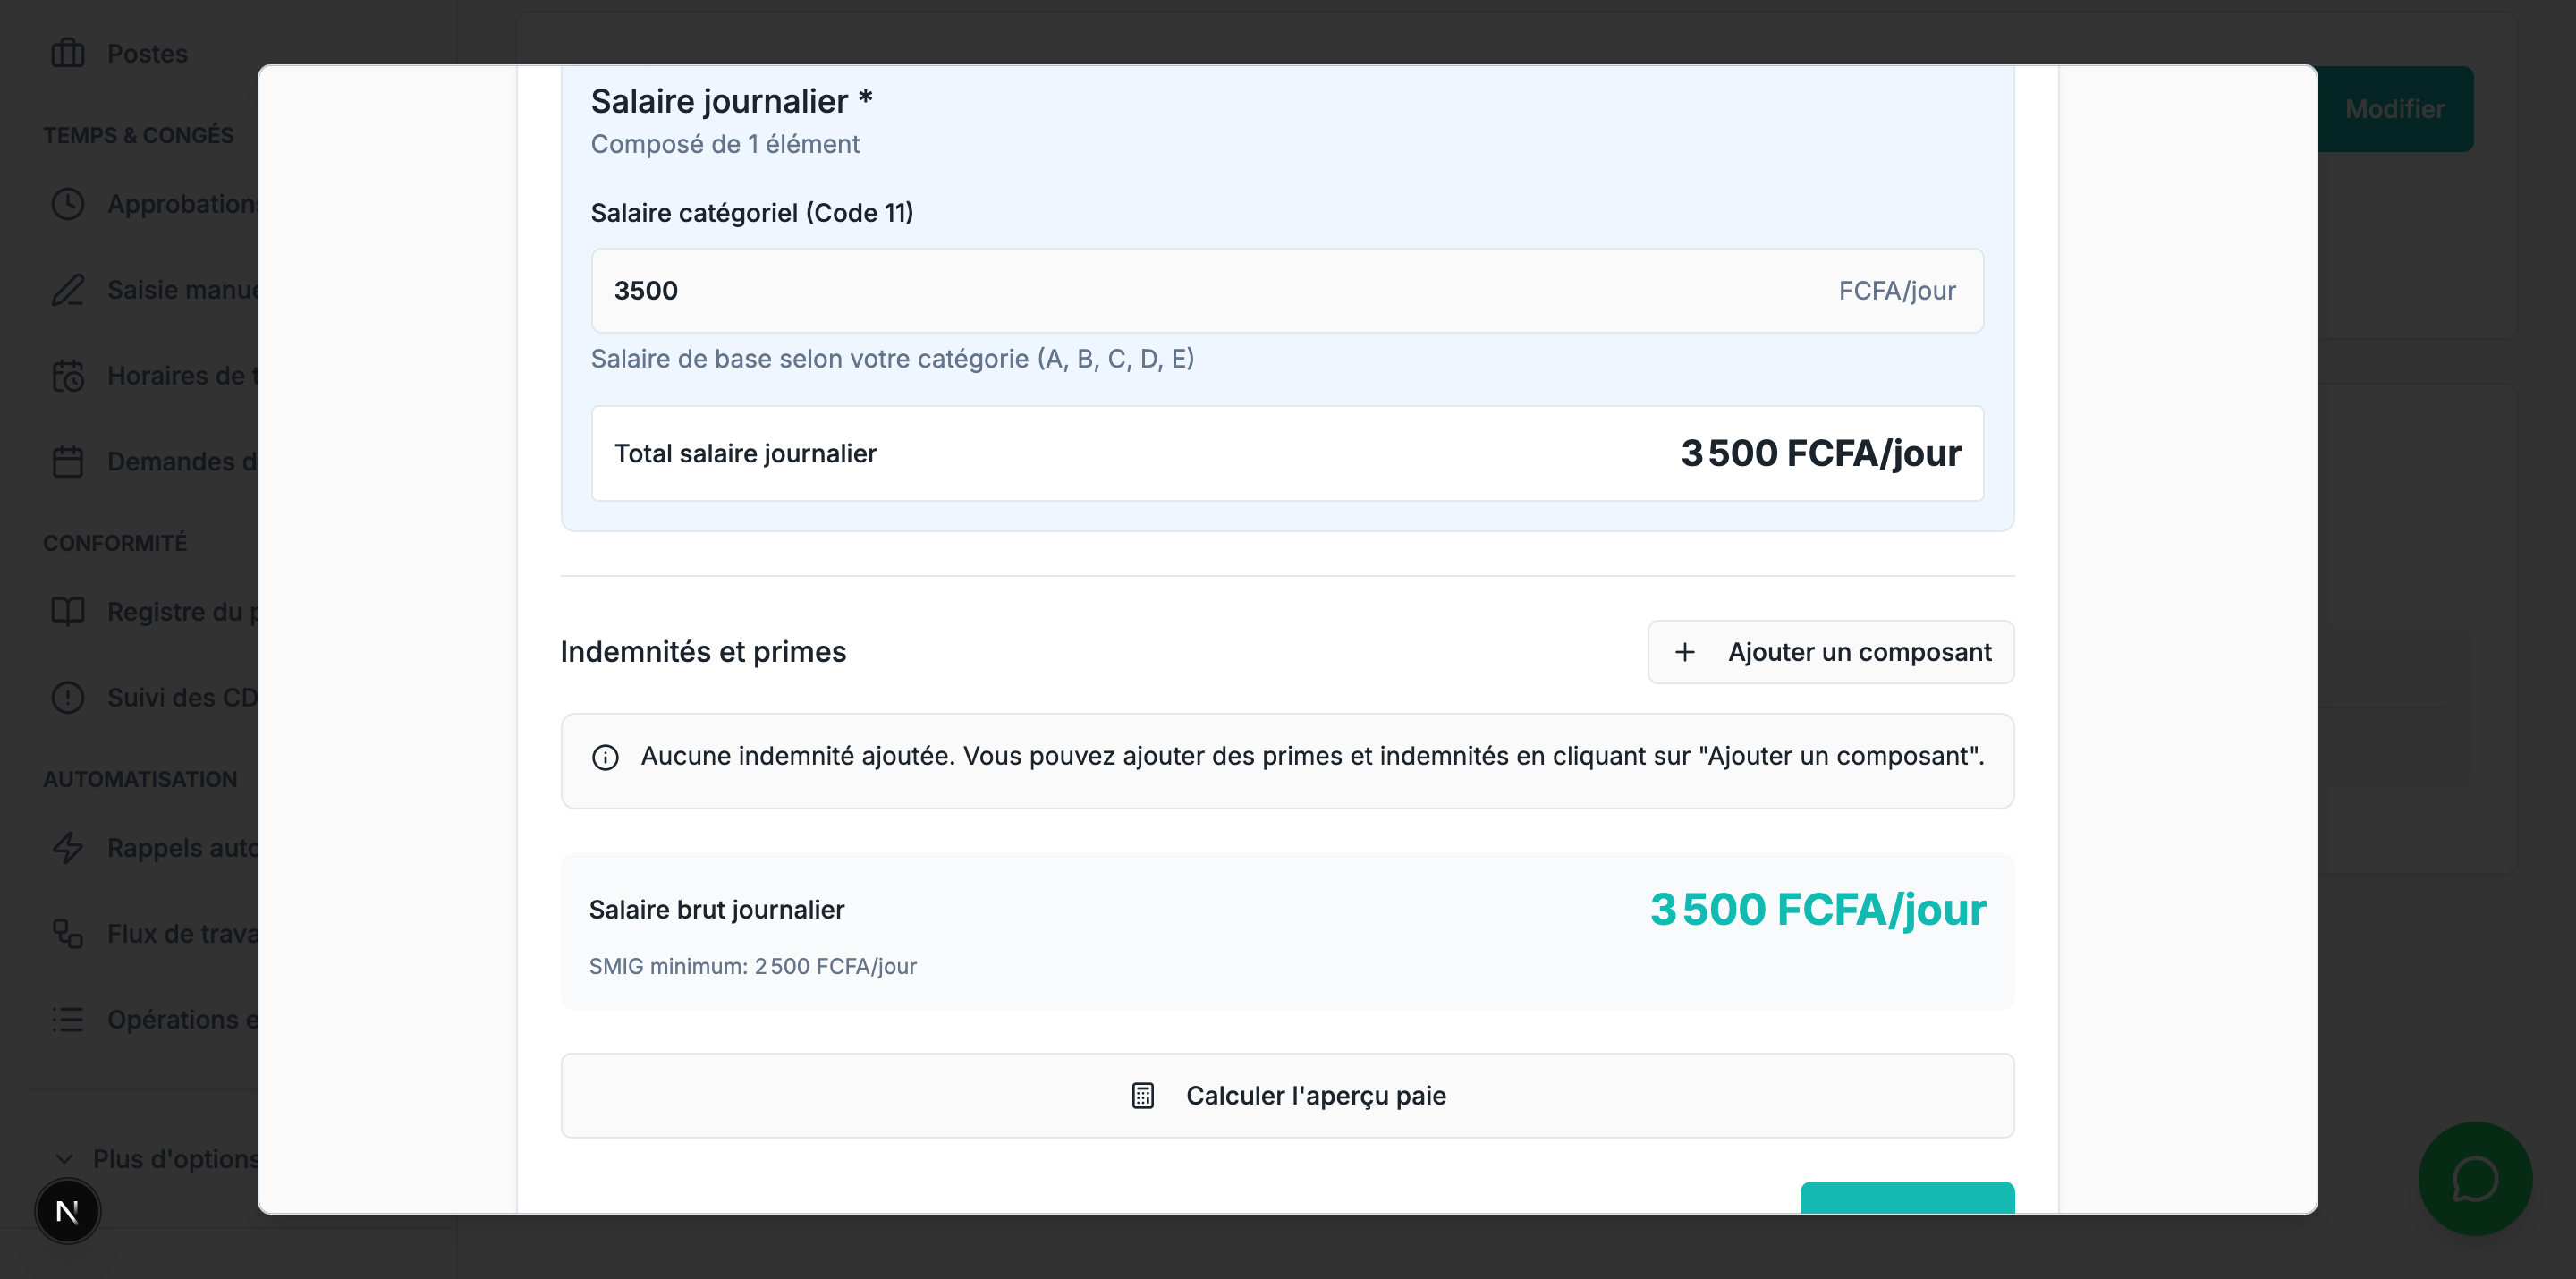 Postes
TEMPS & CONGÉS
Approbation
Saisie manue
Horaires de t
Demandes d
CONFORMITÉ
Registre du p
Suivi des CD
AUTOMATISATION
Rappels auto
Flux de trava
Opérations e
Plus d'options
N
Modifier
Salaire journalier *
Composé de 1 élément
Salaire catégoriel (Code 11)
3500 FCFA/jour
Salaire de base selon votre catégorie (A, B, C, D, E)
Total salaire journalier 3 500 FCFA/jour
Indemnités et primes + Ajouter un composant
Aucune indemnité ajoutée. Vous pouvez ajouter des primes et indemnités en cliquant sur "Ajouter un composant".
Salaire brut journalier 3 500 FCFA/jour
SMIG minimum: 2 500 FCFA/jour
Calculer l'aperçu paie